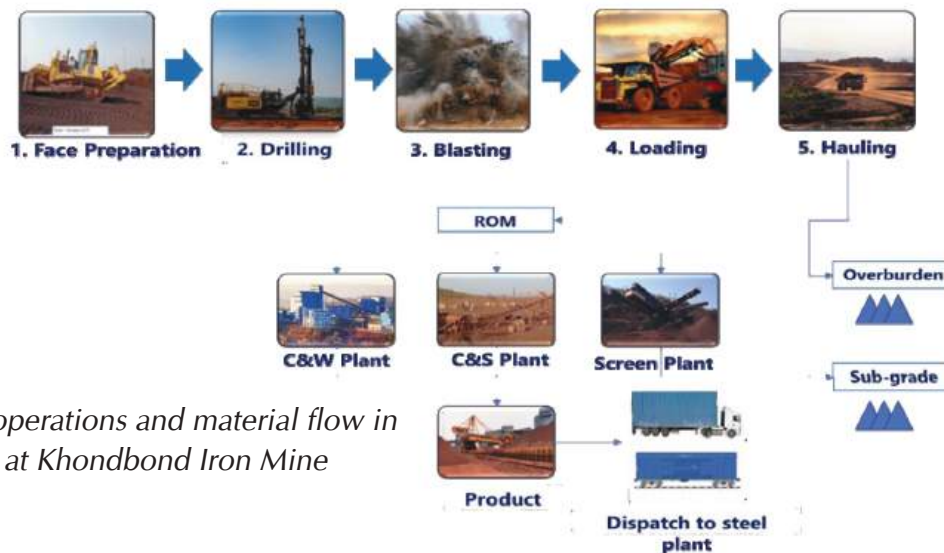 1. Face Preparation
2. Drilling
3. Blasting
4. Loading
5. Hauling
ROM
Overburden
C&W Plant
C&S Plant
Screen Plant
Sub-grade
operations and material flow in
at Khondbond Iron Mine
Product
Dispatch to steel
plant